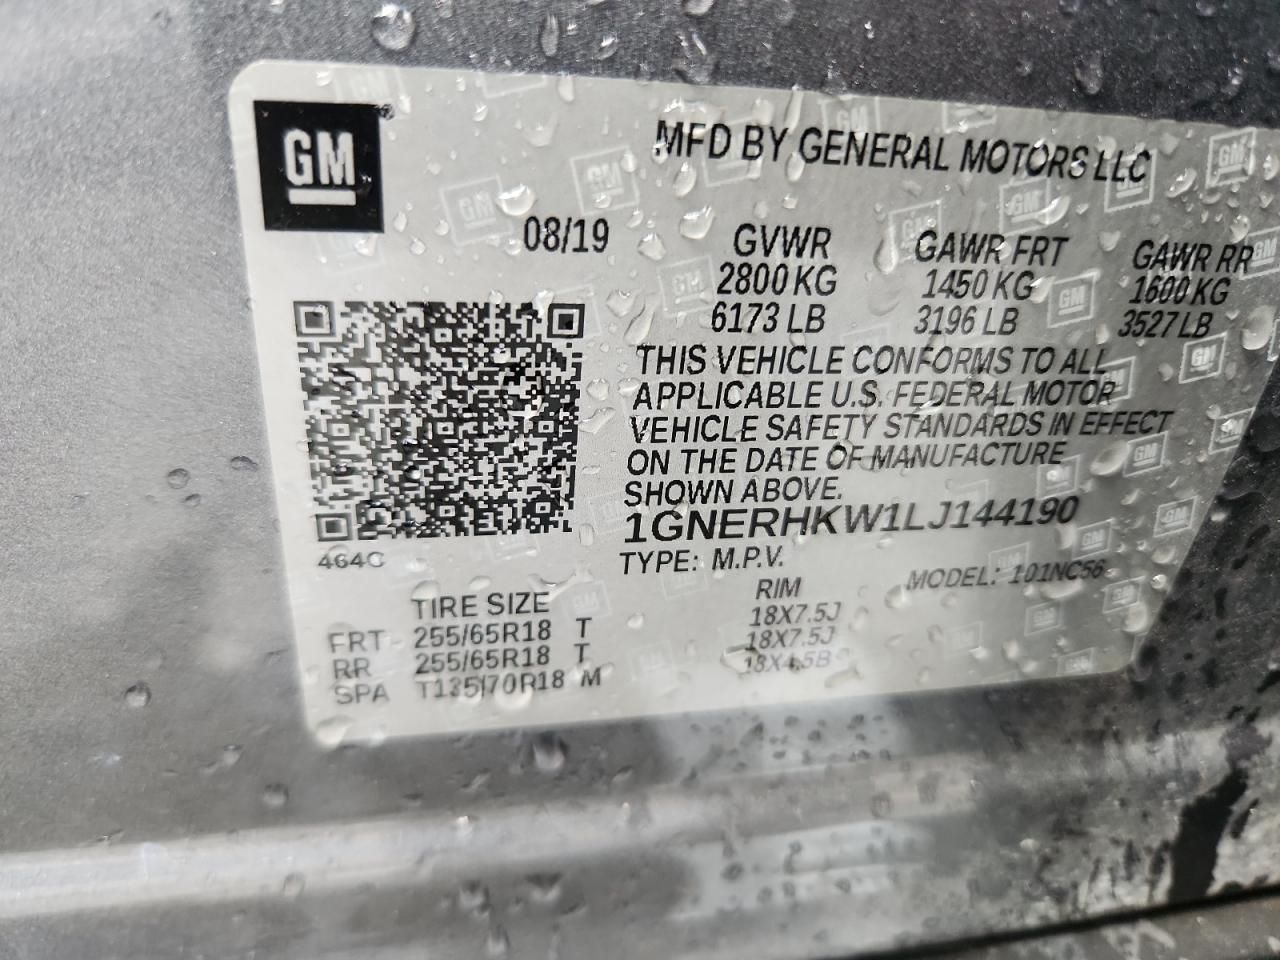 GM
MFD BY GENERAL MOTORS LLC
08/19
GVWR GAWR FRT GAWR RR
2800 KG 1450 KG 1600 KG
6173 LB 3196 LB 3527 LB
THIS VEHICLE CONFORMS TO ALL
APPLICABLE U.S. FEDERAL MOTOR
VEHICLE SAFETY STANDARDS IN EFFECT
ON THE DATE OF MANUFACTURE
SHOWN ABOVE.
1GNERHKW1LJ144190
464C
TYPE: M.P.V. MODEL: 101NC56
TIRE SIZE RIM
FRT 255/65R18 T 18X7.5J
RR 255/65R18 T 18X7.5J
SPA T135/70R18 M 18X4.5B